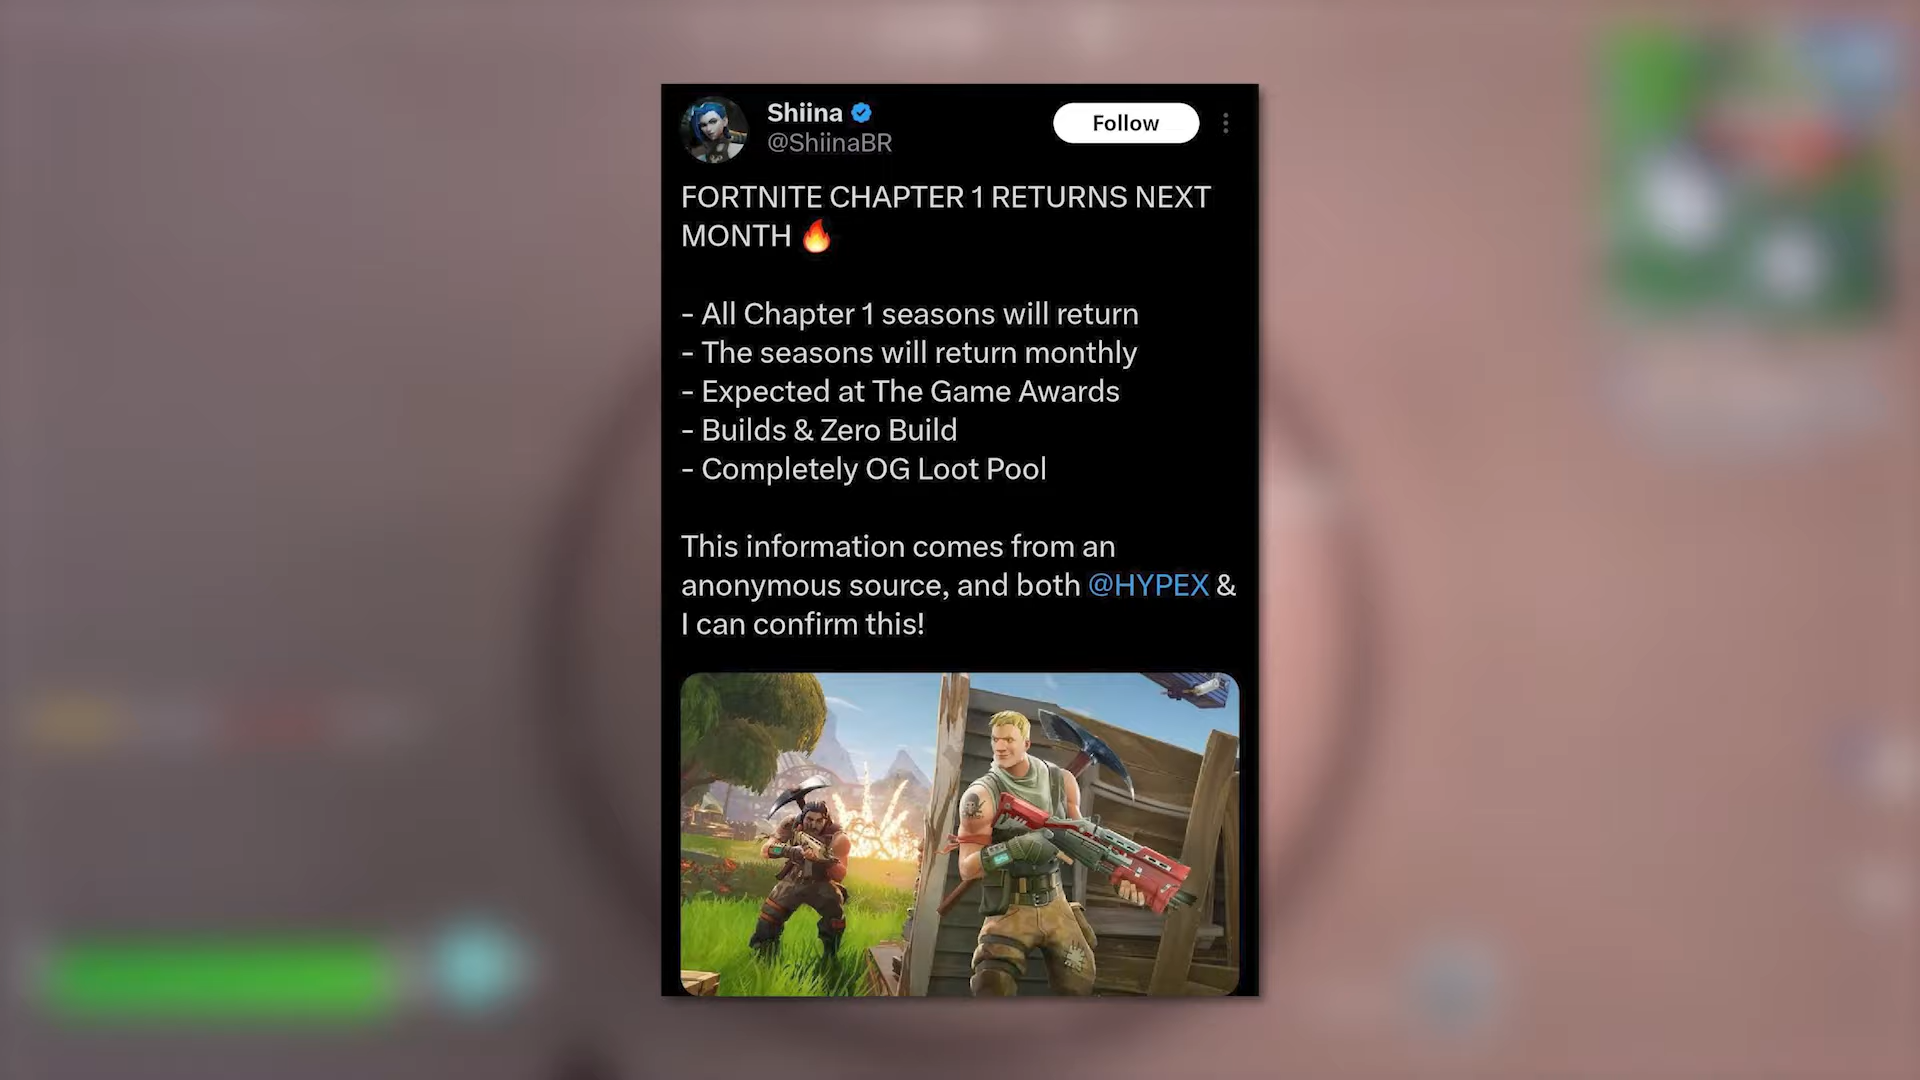 Shiina
@ShiinaBR
Follow
FORTNITE CHAPTER 1 RETURNS NEXT
MONTH 🔥
- All Chapter 1 seasons will return
- The seasons will return monthly
- Expected at The Game Awards
- Builds & Zero Build
- Completely OG Loot Pool
This information comes from an
anonymous source, and both @HYPEX &
I can confirm this!